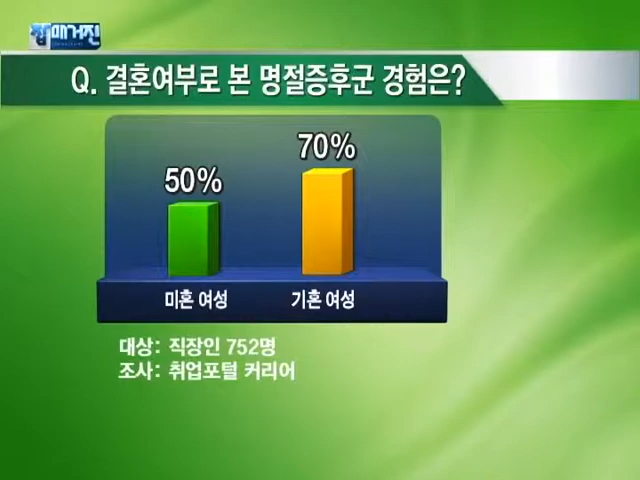 잡매거진
Q. 결혼여부로 본 명절증후군 경험은?
70%
50%
미혼 여성 기혼 여성
대상: 직장인 752명
조사: 취업포털 커리어